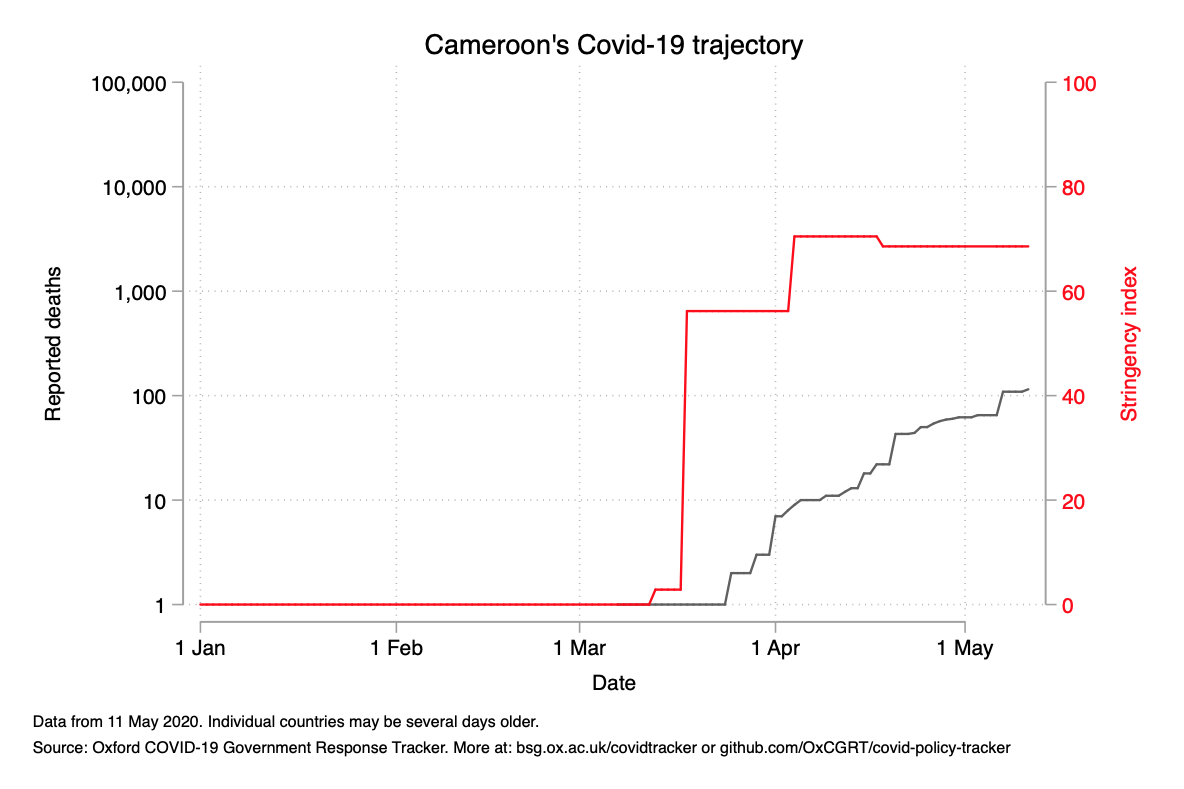 Cameroon's Covid-19 trajectory
100,000
10,000
1,000
100
10
1
Reported deaths
100
80
60
40
20
0
Stringency index
1 Jan
1 Feb
1 Mar
1 Apr
1 May
Date
Data from 11 May 2020. Individual countries may be several days older.
Source: Oxford COVID-19 Government Response Tracker. More at: bsg.ox.ac.uk/covidtracker or github.com/OxCGRT/covid-policy-tracker